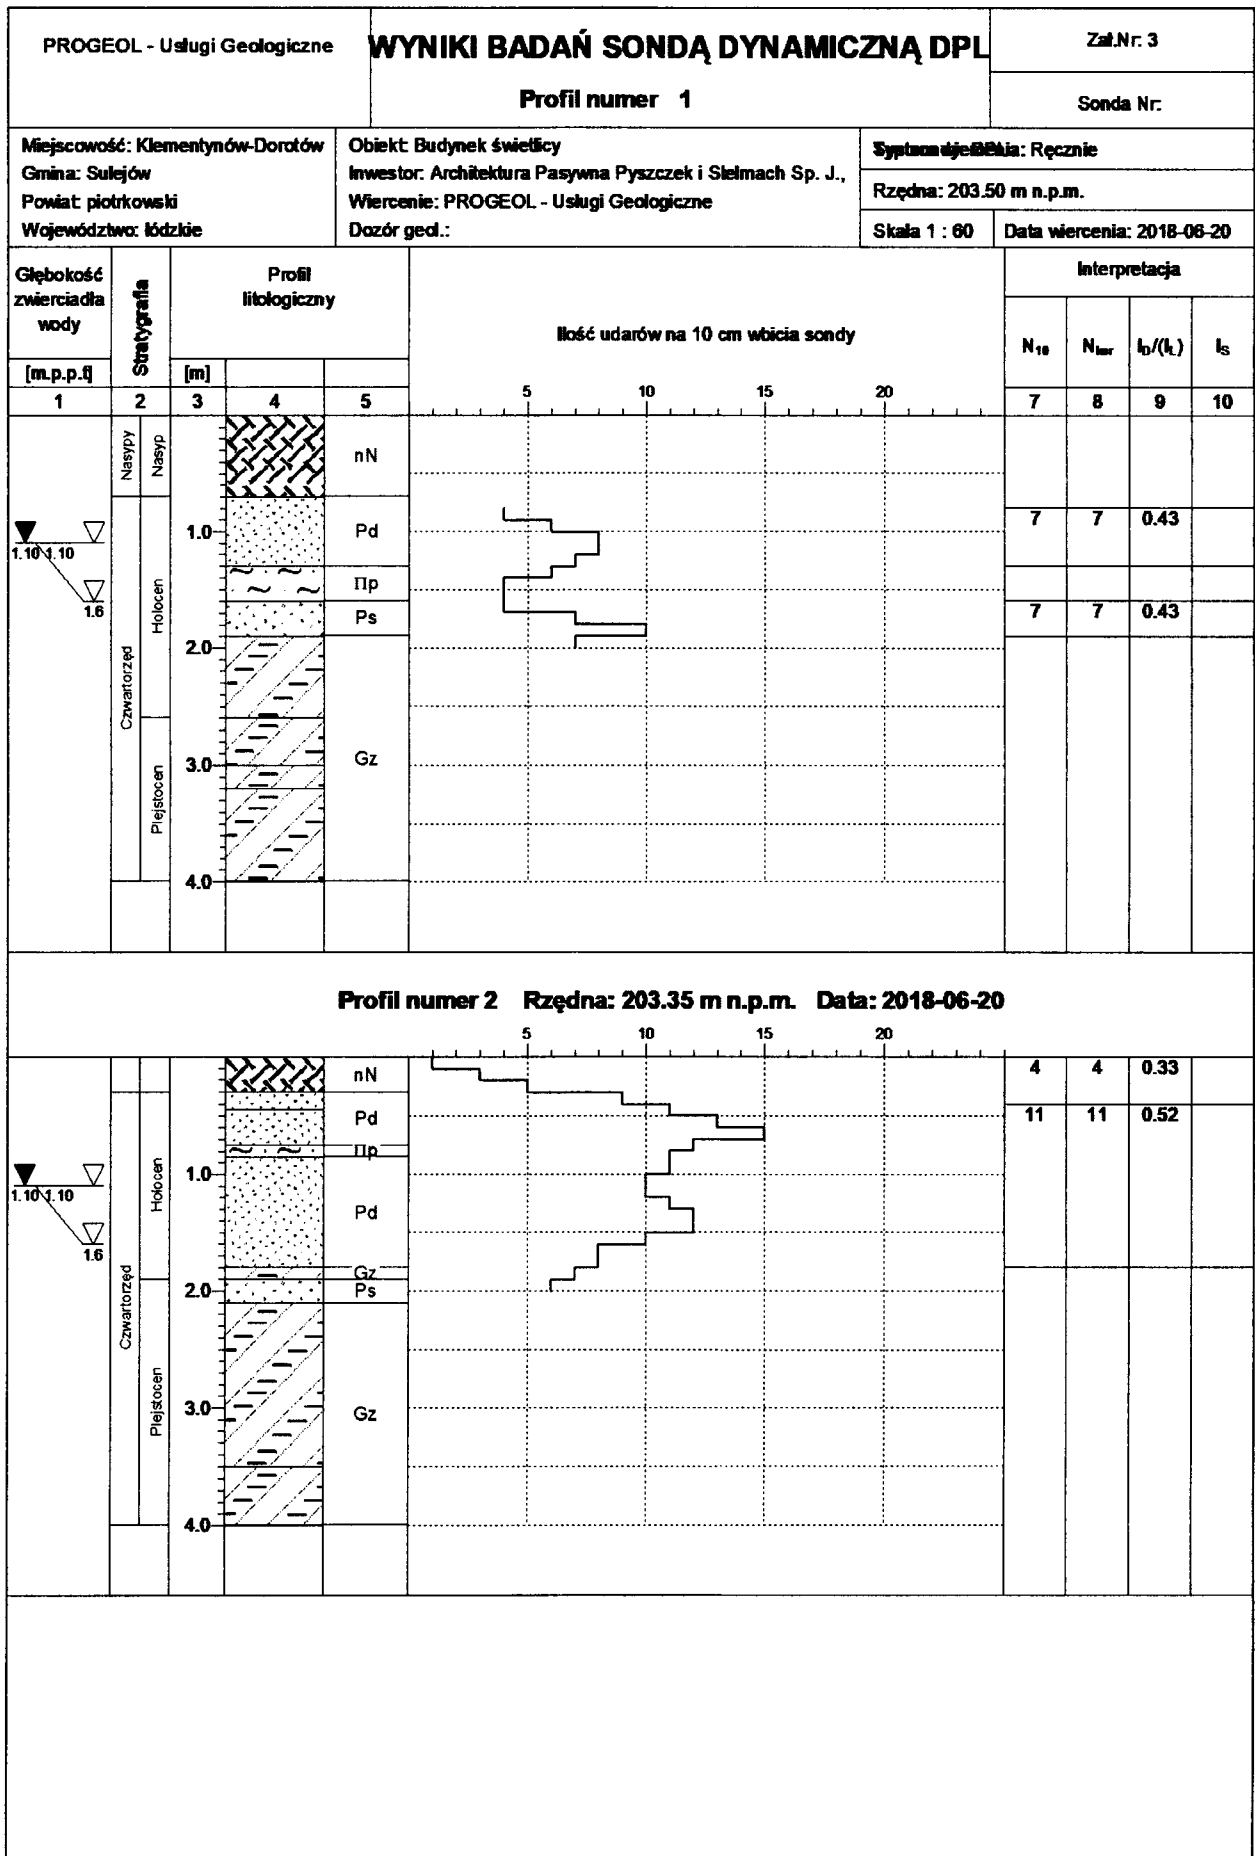 PROGEOL - Usługi Geologiczne
WYNIKI BADAŃ SONDĄ DYNAMICZNĄ DPL
Profil numer 1
Zał.Nr: 3
Sonda Nr:
Miejscowość: Klementynów-Dorotów
Gmina: Sulejów
Powiat: piotrkowski
Województwo: łódzkie
Obiekt: Budynek świetlicy
Inwestor: Architektura Pasywna Pyszczek i Stelmach Sp. J.,
Wiercenie: PROGEOL - Usługi Geologiczne
Dozór geol.:
Ręcznie
Rzędna: 203.50 m n.p.m.
Skala 1 : 60
Data wiercenia: 2018-06-20
Głębokość
zwierciadła
wody
[m.p.p.t]
Stratygrafia
Profil
litologiczny
[m]
Ilość udarów na 10 cm wbicia sondy
Interpretacja
N10
Nśr
ID/(IL)
IS
5 10 15 20
1 2 3 4 5 7 8 9 10
Nasypy
Nasyp
nN
1.0
Pd
7 7 0.43
1.10 1.10
Πp
1.6
Ps
7 7 0.43
Holocen
2.0
Czwartorzęd
3.0
Gz
Plejstocen
4.0
Profil numer 2 Rzędna: 203.35 m n.p.m. Data: 2018-06-20
5 10 15 20
nN
4 4 0.33
Pd
11 11 0.52
Πp
1.0
1.10 1.10
Holocen
Pd
1.6
Gz
2.0
Ps
Czwartorzęd
3.0
Gz
Plejstocen
4.0